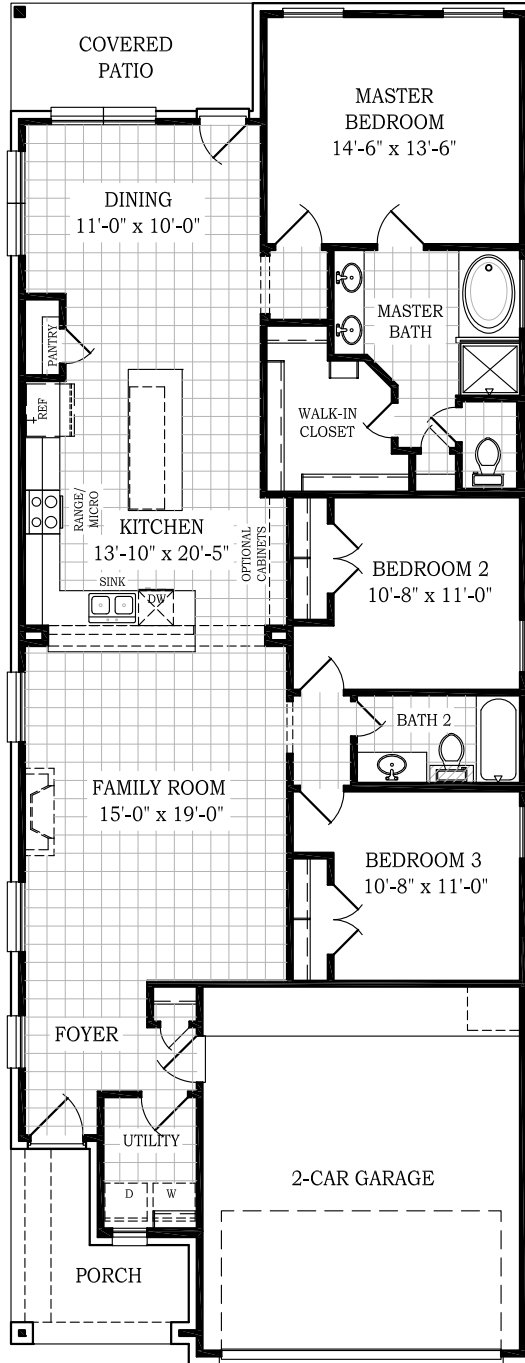 COVERED
PATIO
MASTER
BEDROOM
14'-6" x 13'-6"
DINING
11'-0" x 10'-0"
MASTER
BATH
PANTRY
REF
WALK-IN
CLOSET
RANGE/
MICRO
KITCHEN
13'-10" x 20'-5"
OPTIONAL
CABINETS
SINK
DW
BEDROOM 2
10'-8" x 11'-0"
BATH 2
FAMILY ROOM
15'-0" x 19'-0"
BEDROOM 3
10'-8" x 11'-0"
FOYER
UTILITY
D
W
2-CAR GARAGE
PORCH